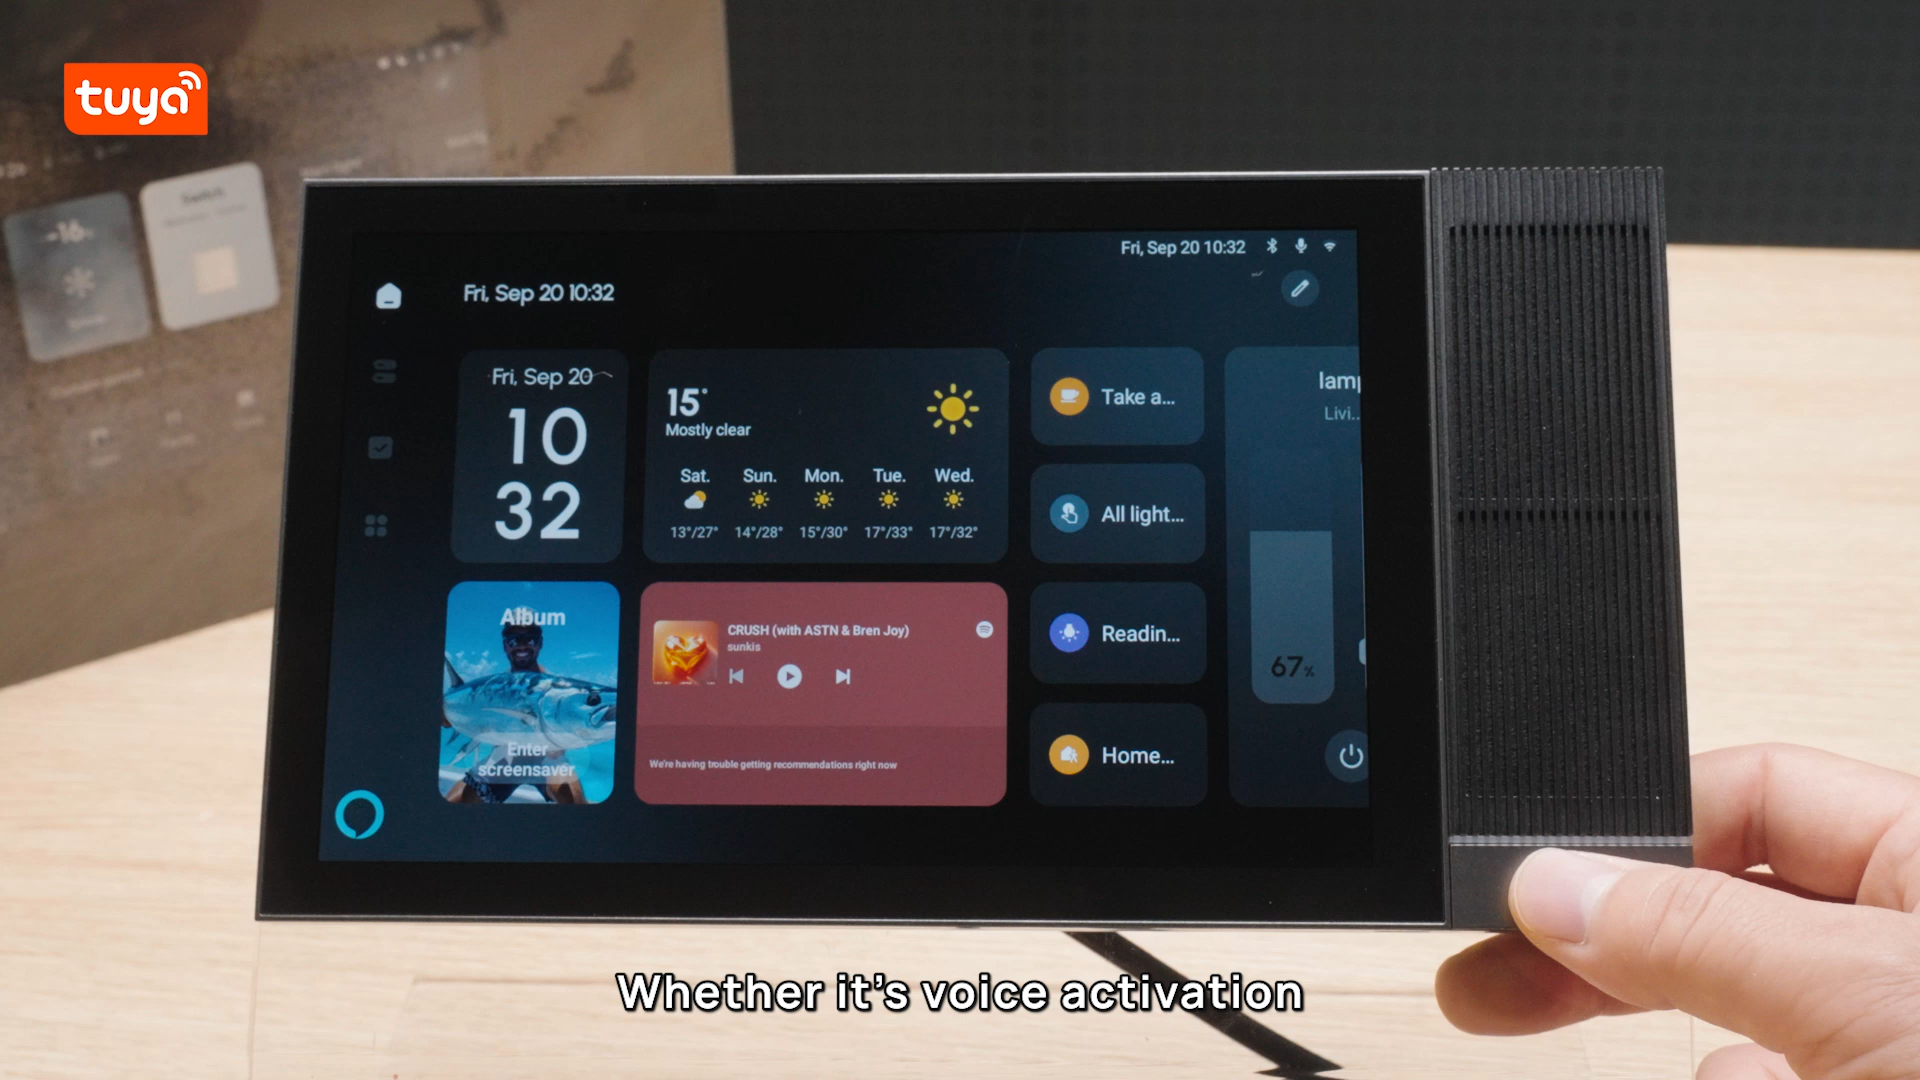 tuya
Fri, Sep 20 10:32
Fri, Sep 20 10:32
Fri, Sep 20
10
32
15°
Mostly clear
Sat. Sun. Mon. Tue. Wed.
13°/27° 14°/28° 15°/30° 17°/33° 17°/32°
Take a...
All light...
Readin...
Home...
lam
Livi..
67%
Album
Enter
screensaver
CRUSH (with ASTN & Bren Joy)
sunkis
We're having trouble getting recommendations right now
Whether it's voice activation